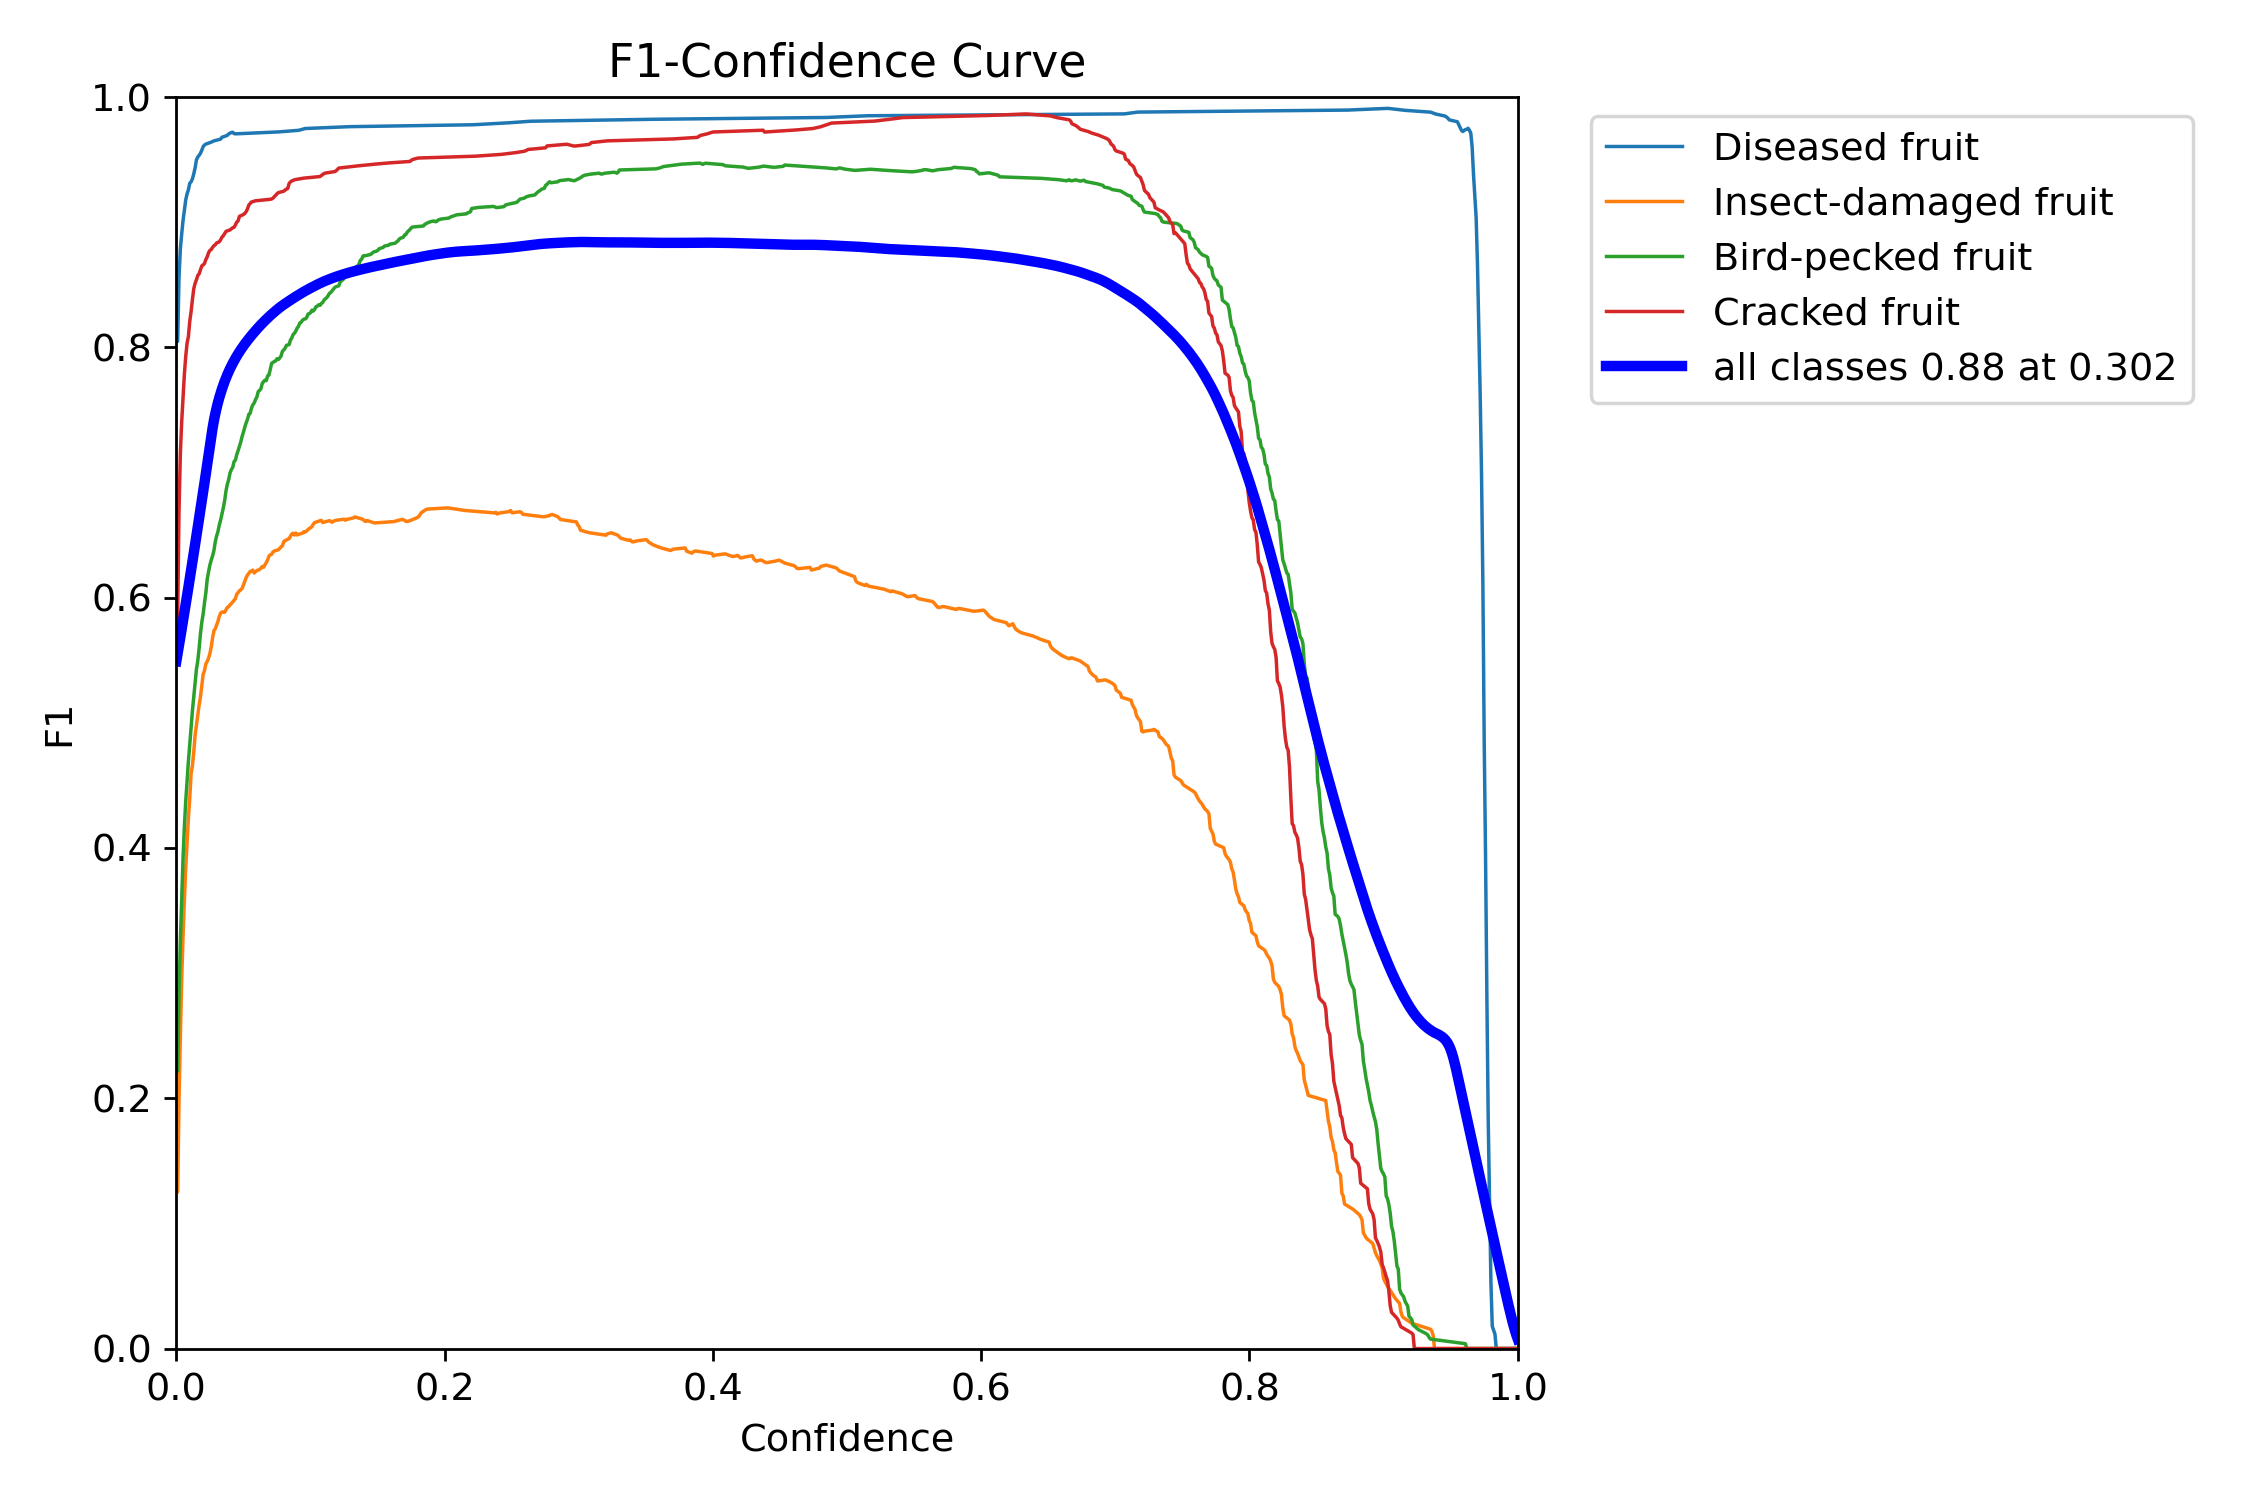 F1-Confidence Curve
1.0
0.8
0.6
0.4
0.2
0.0
F1
0.0 0.2 0.4 0.6 0.8 1.0
Confidence
Diseased fruit
Insect-damaged fruit
Bird-pecked fruit
Cracked fruit
all classes 0.88 at 0.302